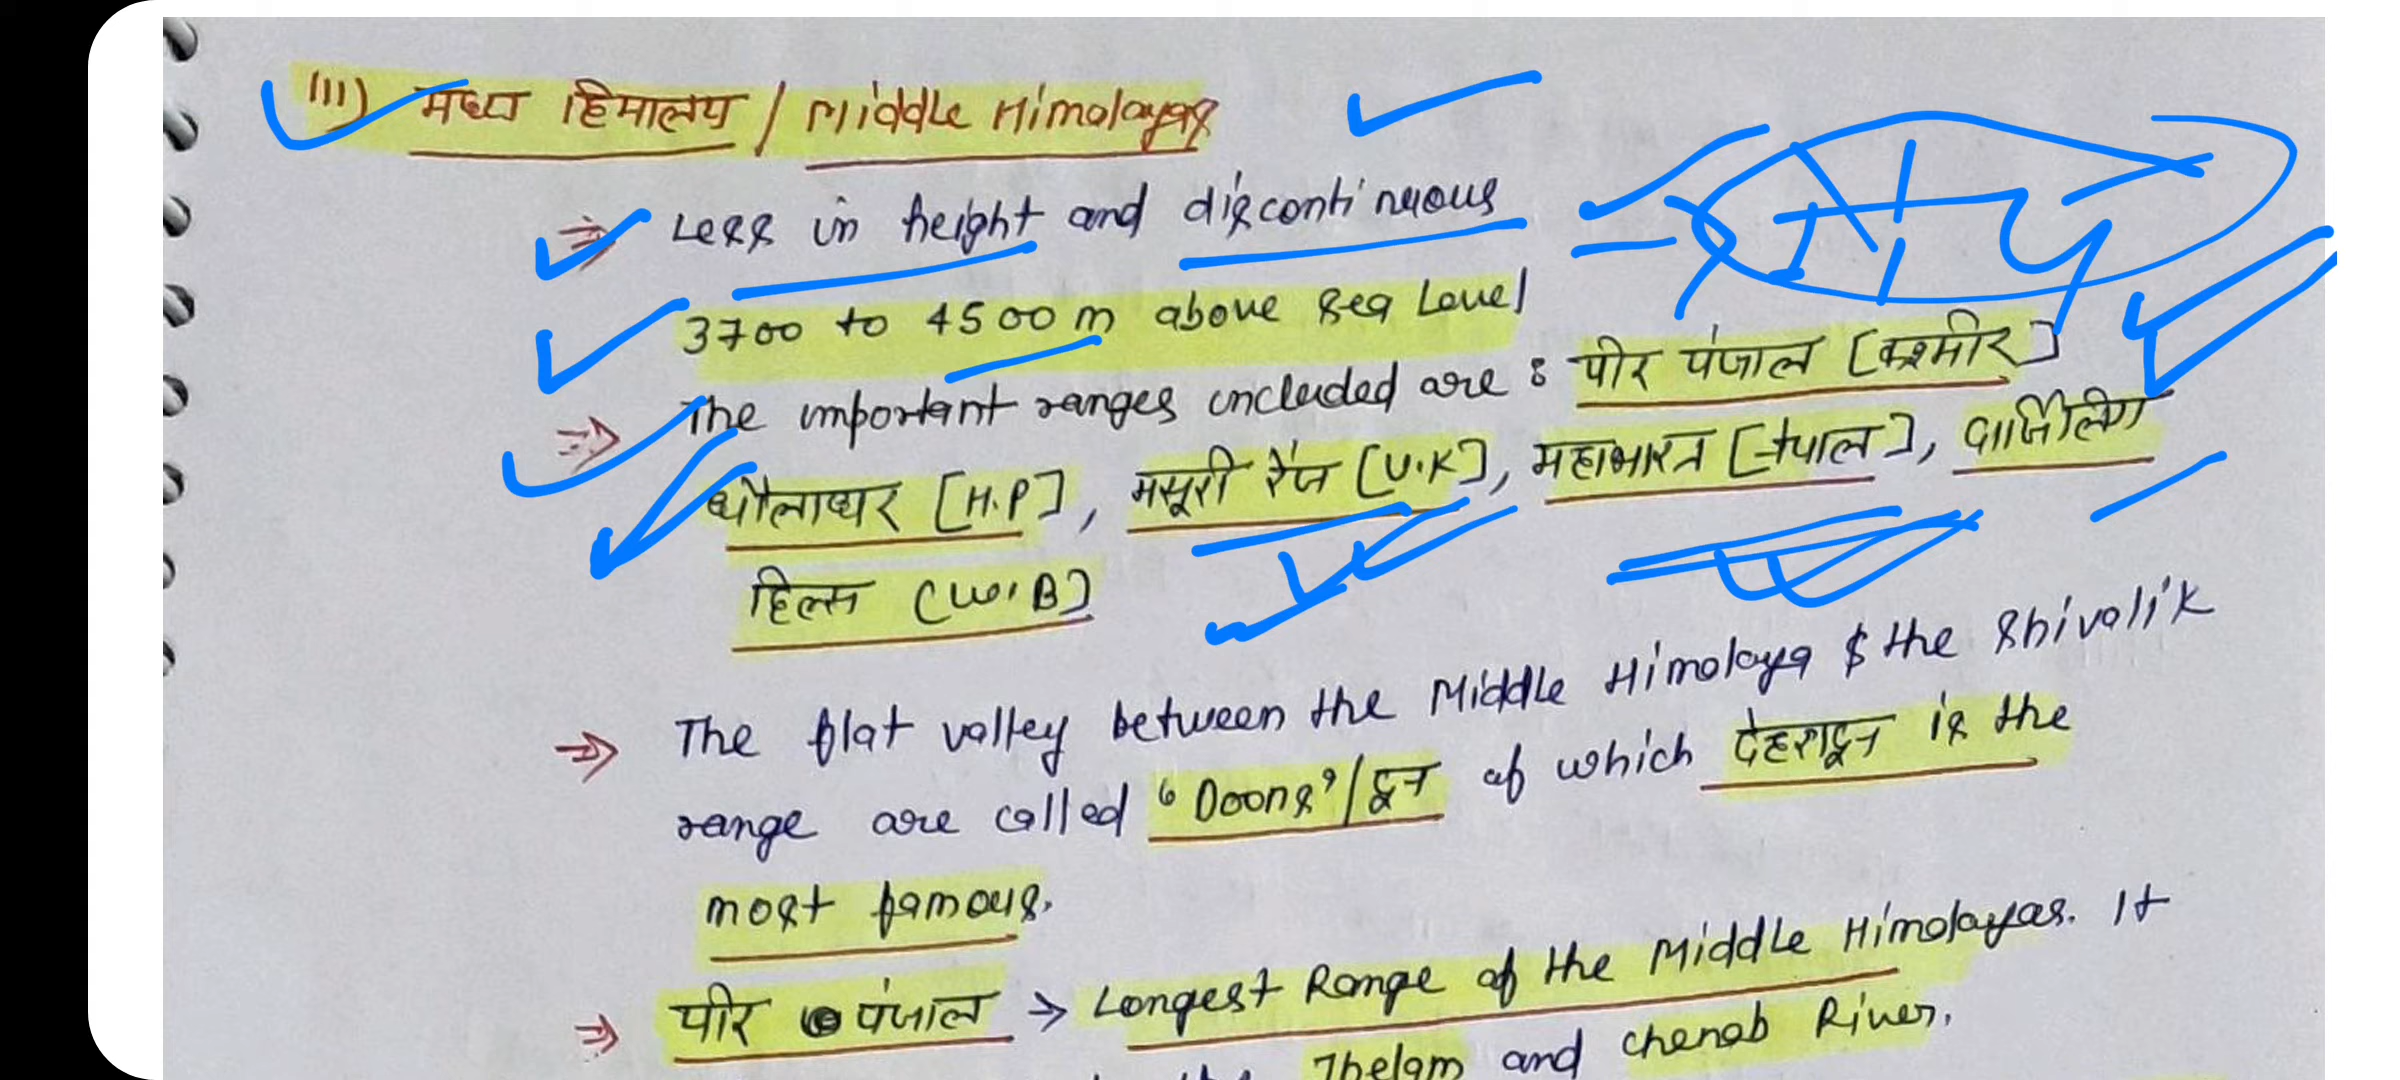 III) मध्य हिमालय / Middle Himalayas
⇒ Less in height and discontinuous
3700 to 4500 m above sea Level
⇒ The important ranges included are : पीर पंजाल [कश्मीर]
धौलाधर [H.P], मसूरी रेंज [U.K], महाभारत [नेपाल], दार्जिलिंग
हिल्स (W.B]
⇒ The flat valley between the Middle Himalaya & the Shivalik
range are called 'Doons'/दून of which देहरादून is the
most famous.
⇒ पीर पंजाल → Longest Range of the Middle Himalayas. It
Jhelam and Chenab River.